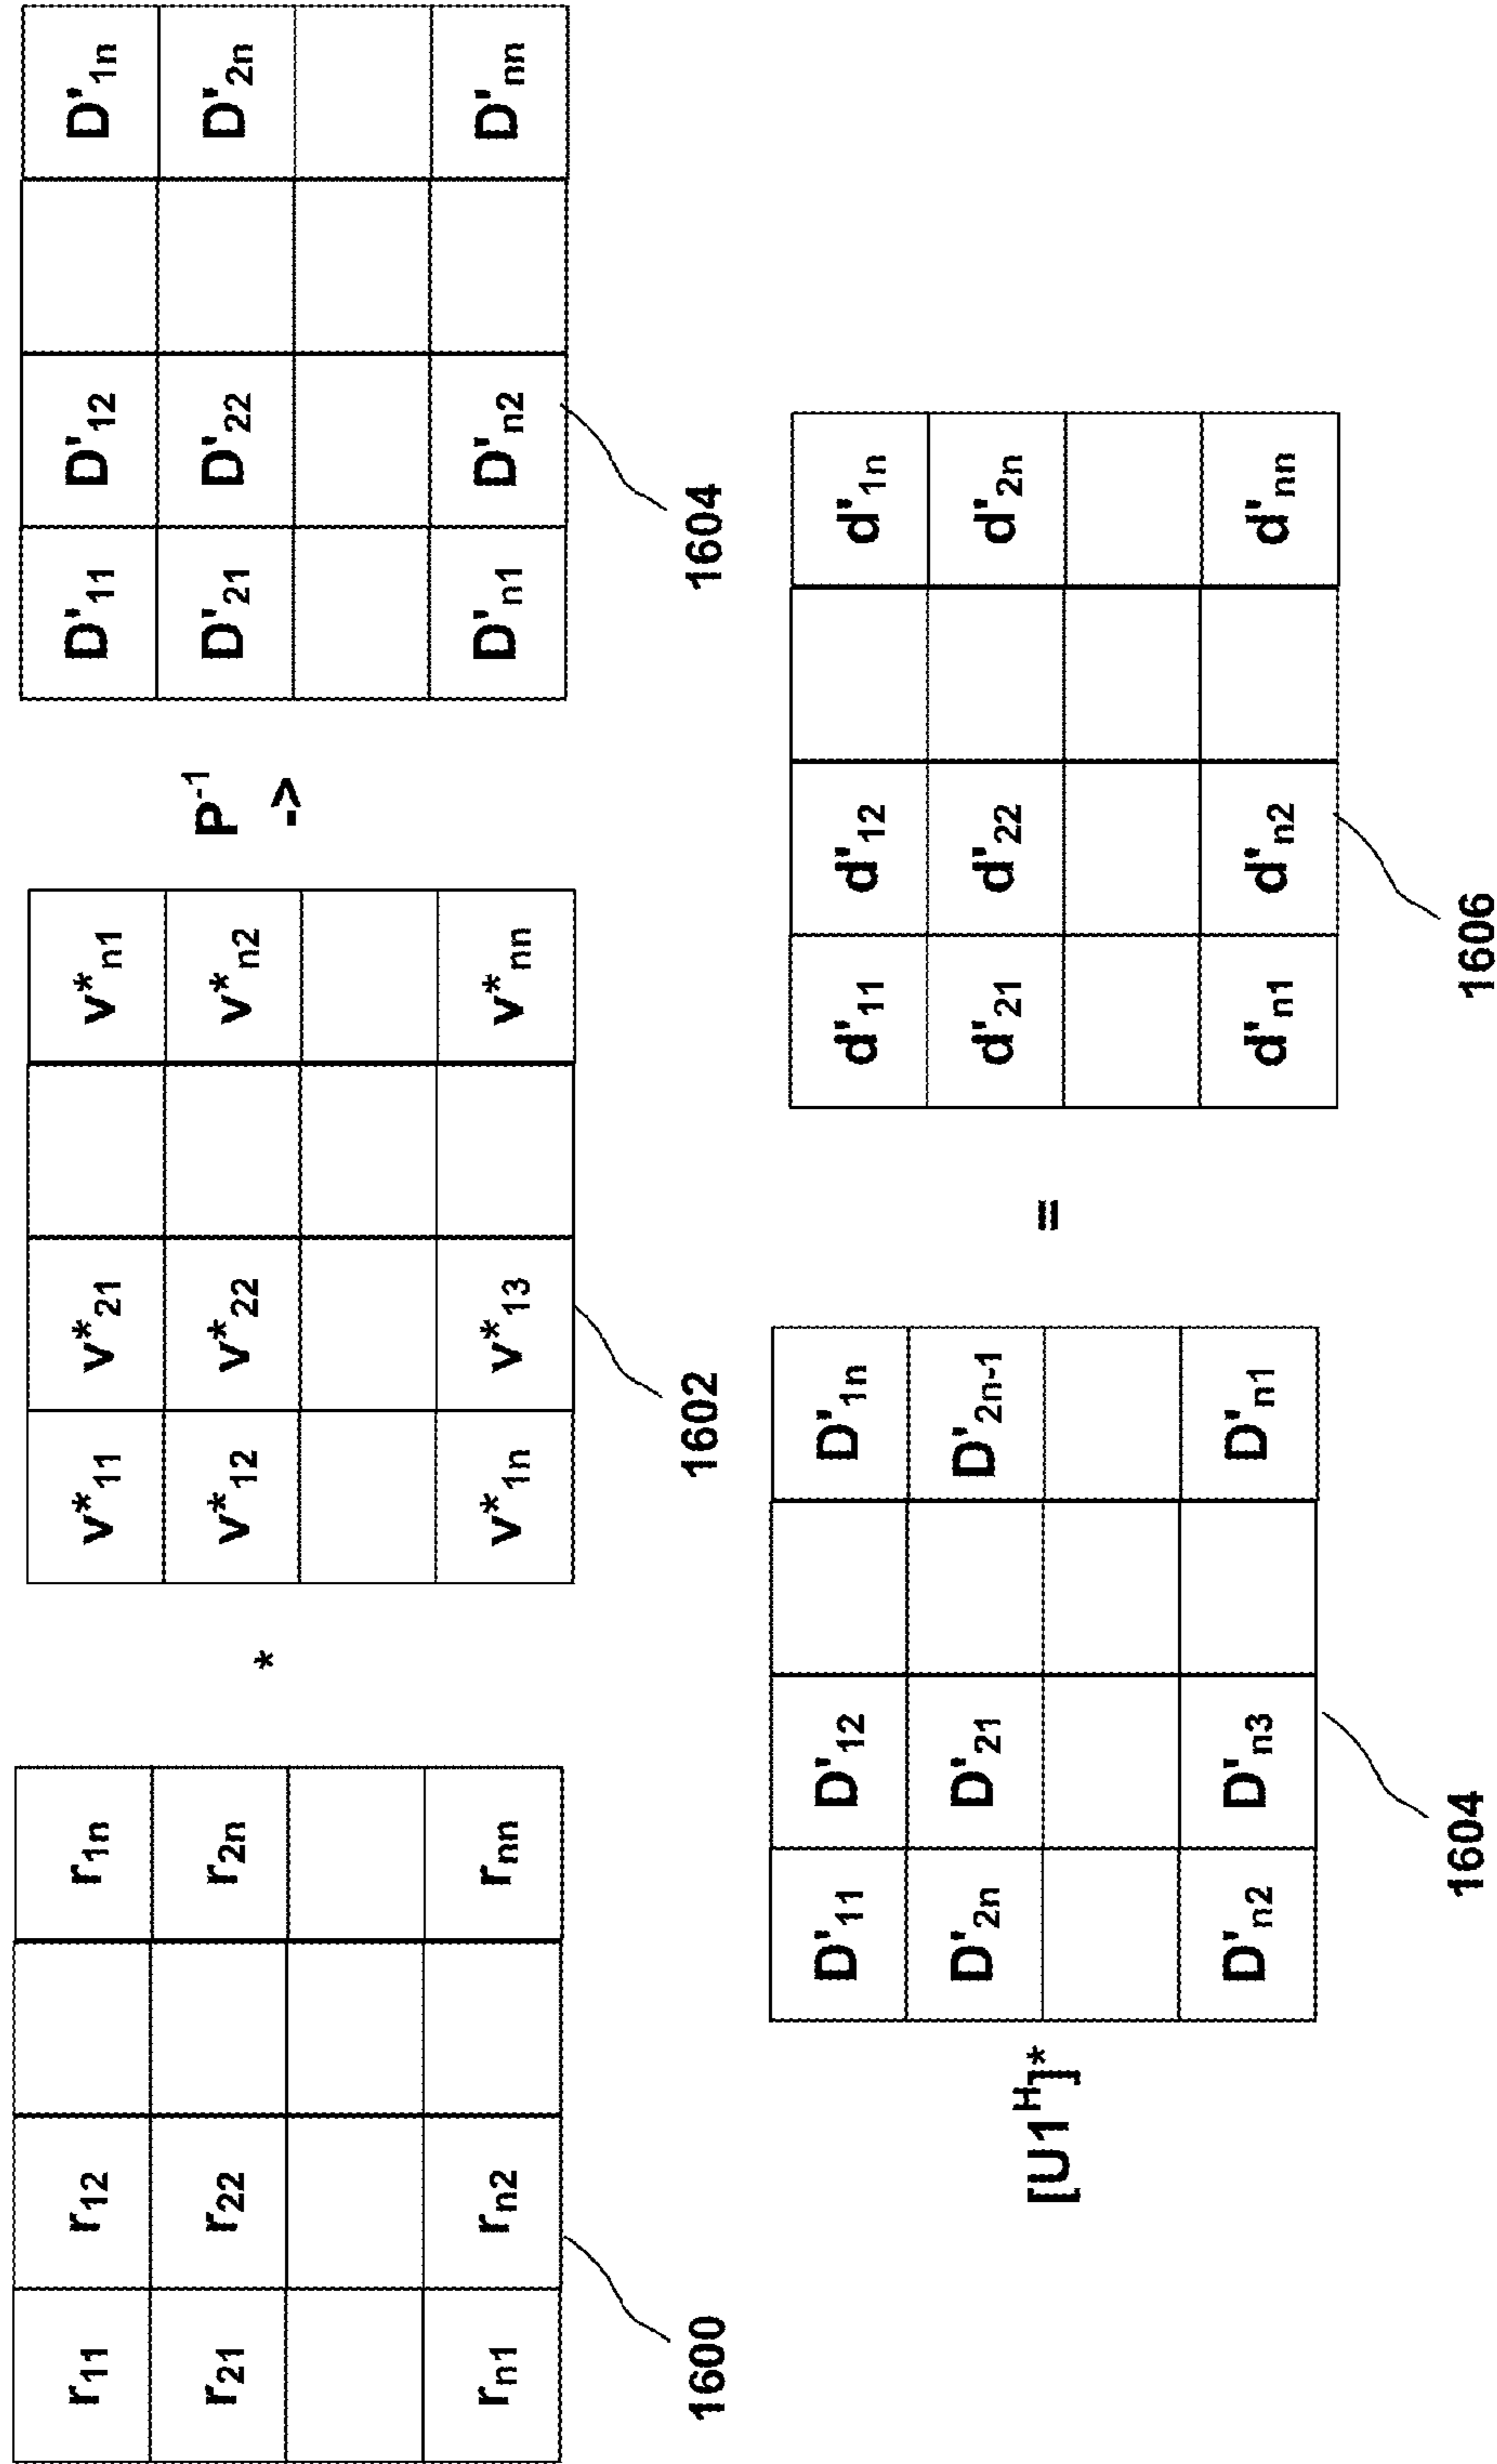 r11 r12 r1n
r21 r22 r2n
rn1 rn2 rnn
1600
*
v*11 v*21 v*n1
v*12 v*22 v*n2
v*1n v*13 v*nn
1602
P-1
->
D'11 D'12 D'1n
D'21 D'22 D'2n
D'n1 D'n2 D'nn
1604
[U1H]*
D'11 D'12 D'1n
D'2n D'21 D'2n-1
D'n2 D'n3 D'n1
1604
=
d'11 d'12 d'1n
d'21 d'22 d'2n
d'n1 d'n2 d'nn
1606